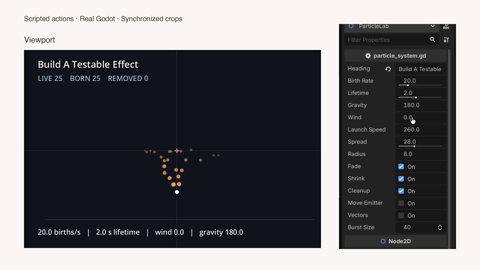 Scripted actions • Real Godot • Synchronized crops
Viewport
Build A Testable Effect
LIVE 25 BORN 25 REMOVED 0
20.0 births/s | 2.0 s lifetime | wind 0.0 | gravity 180.0
ParticleLab
Filter Properties
particle_system.gd
Heading Build A Testable
Birth Rate 20.0
Lifetime 2.0
Gravity 180.0
Wind 0.0
Launch Speed 260.0
Spread 28.0
Radius 8.0
Fade On
Shrink On
Cleanup On
Move Emitter On
Vectors On
Burst Size 40
Node2D